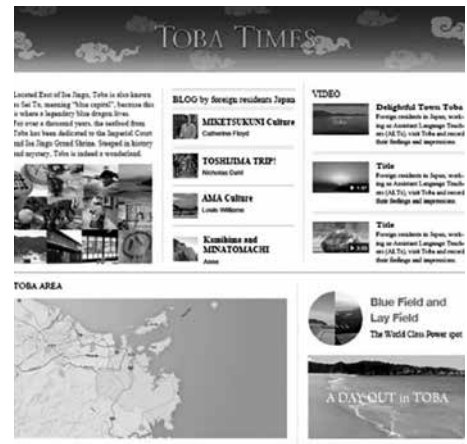 TOBA TIMES
Located East of Ise Jingu, Toba is also known
as Sei To, meaning "blue capital", because this
is where a legendary blue dragon lives.
For over a thousand years, the seafood from
Toba has been dedicated to the Imperial Court
and Ise Jingu Grand Shrine. Steeped in history
and mystery, Toba is indeed a wonderland.
BLOG by foreign residents Japan
MIKETSUKUNI Culture
Catherine Floyd
TOSHIJIMA TRIP!
Nicholas Dahl
AMA Culture
Louis Williams
Kamihima and
MINATOMACHI
Anne
VIDEO
Delightful Town Toba
Foreign residents in Japan, work-
ing as Assistant Language Teach-
ers (ALTs), visit Toba and record
their feelings and impressions.
Title
Foreign residents in Japan, work-
ing as Assistant Language Teach-
ers (ALTs), visit Toba and record
their feelings and impressions.
Title
Foreign residents in Japan, work-
ing as Assistant Language Teach-
ers (ALTs), visit Toba and record
their feelings and impressions.
TOBA AREA
Blue Field and
Lay Field
The World Class Power spot
A DAY OUT in TOBA